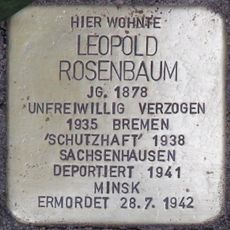 HIER WOHNTE
LEOPOLD
ROSENBAUM
JG. 1878
UNFREIWILLIG VERZOGEN
1935 BREMEN
'SCHUTZHAFT' 1938
SACHSENHAUSEN
DEPORTIERT 1941
MINSK
ERMORDET 28.7.1942